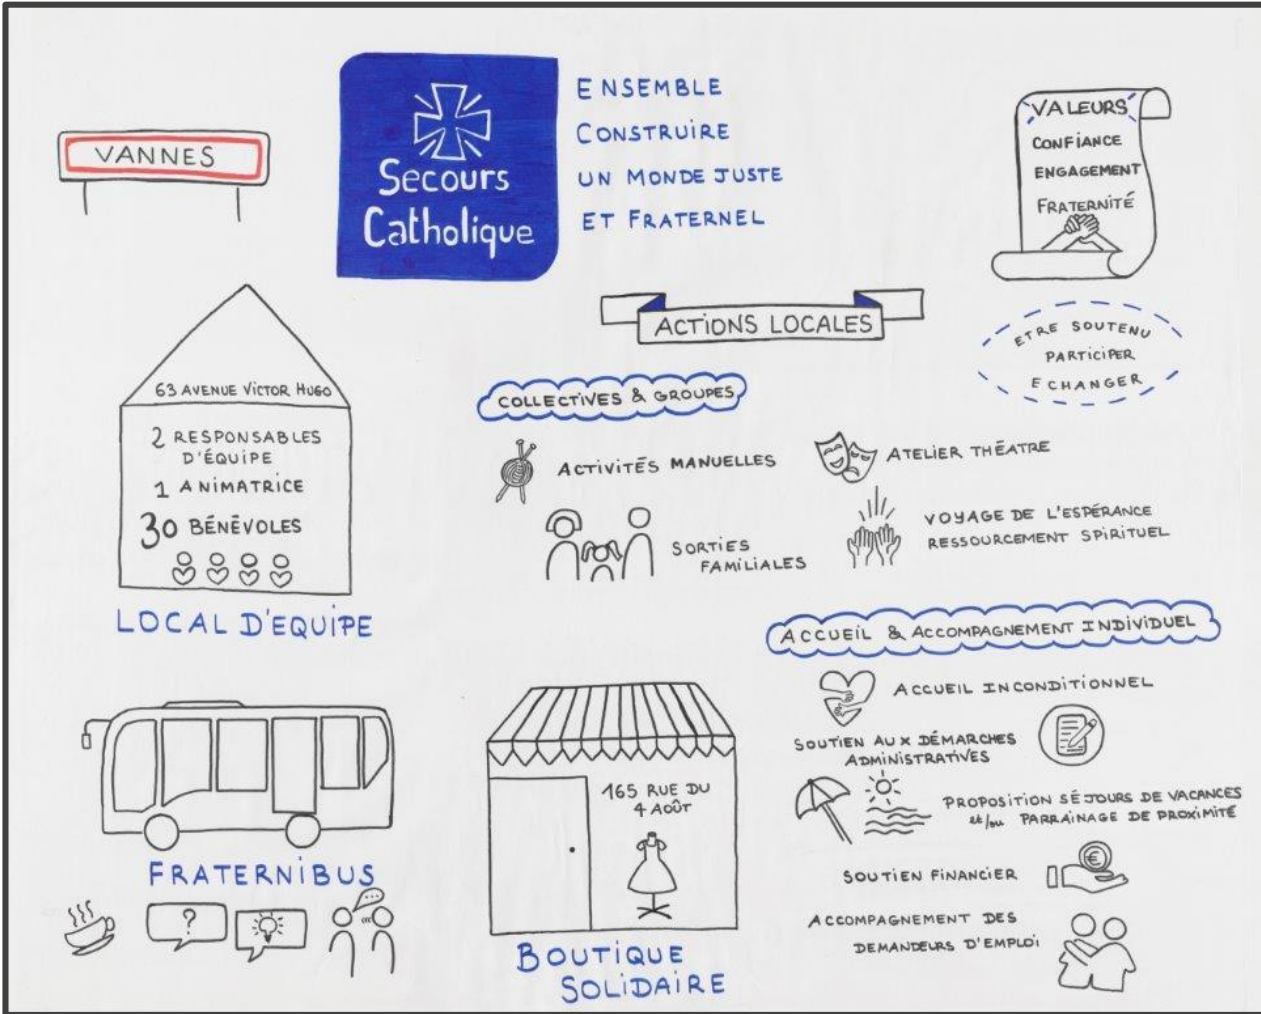 VANNES
Secours
Catholique
ENSEMBLE
CONSTRUIRE
UN MONDE JUSTE
ET FRATERNEL
VALEURS
CONFIANCE
ENGAGEMENT
FRATERNITÉ
ETRE SOUTENU
PARTICIPER
ECHANGER
63 AVENUE VICTOR HUGO
2 RESPONSABLES
D'ÉQUIPE
1 ANIMATRICE
30 BÉNÉVOLES
LOCAL D'EQUIPE
ACTIONS LOCALES
COLLECTIVES & GROUPES
ACTIVITÉS MANUELLES
ATELIER THÉATRE
SORTIES
FAMILIALES
VOYAGE DE L'ESPÉRANCE
RESSOURCEMENT SPIRITUEL
ACCUEIL & ACCOMPAGNEMENT INDIVIDUEL
ACCUEIL INCONDITIONNEL
SOUTIEN AUX DÉMARCHES
ADMINISTRATIVES
PROPOSITION SÉJOURS DE VACANCES
et/ou PARRAINAGE DE PROXIMITÉ
SOUTIEN FINANCIER
€
ACCOMPAGNEMENT DES
DEMANDEURS D'EMPLOI
FRATERNIBUS
?
165 RUE DU
4 AOÛT
BOUTIQUE
SOLIDAIRE